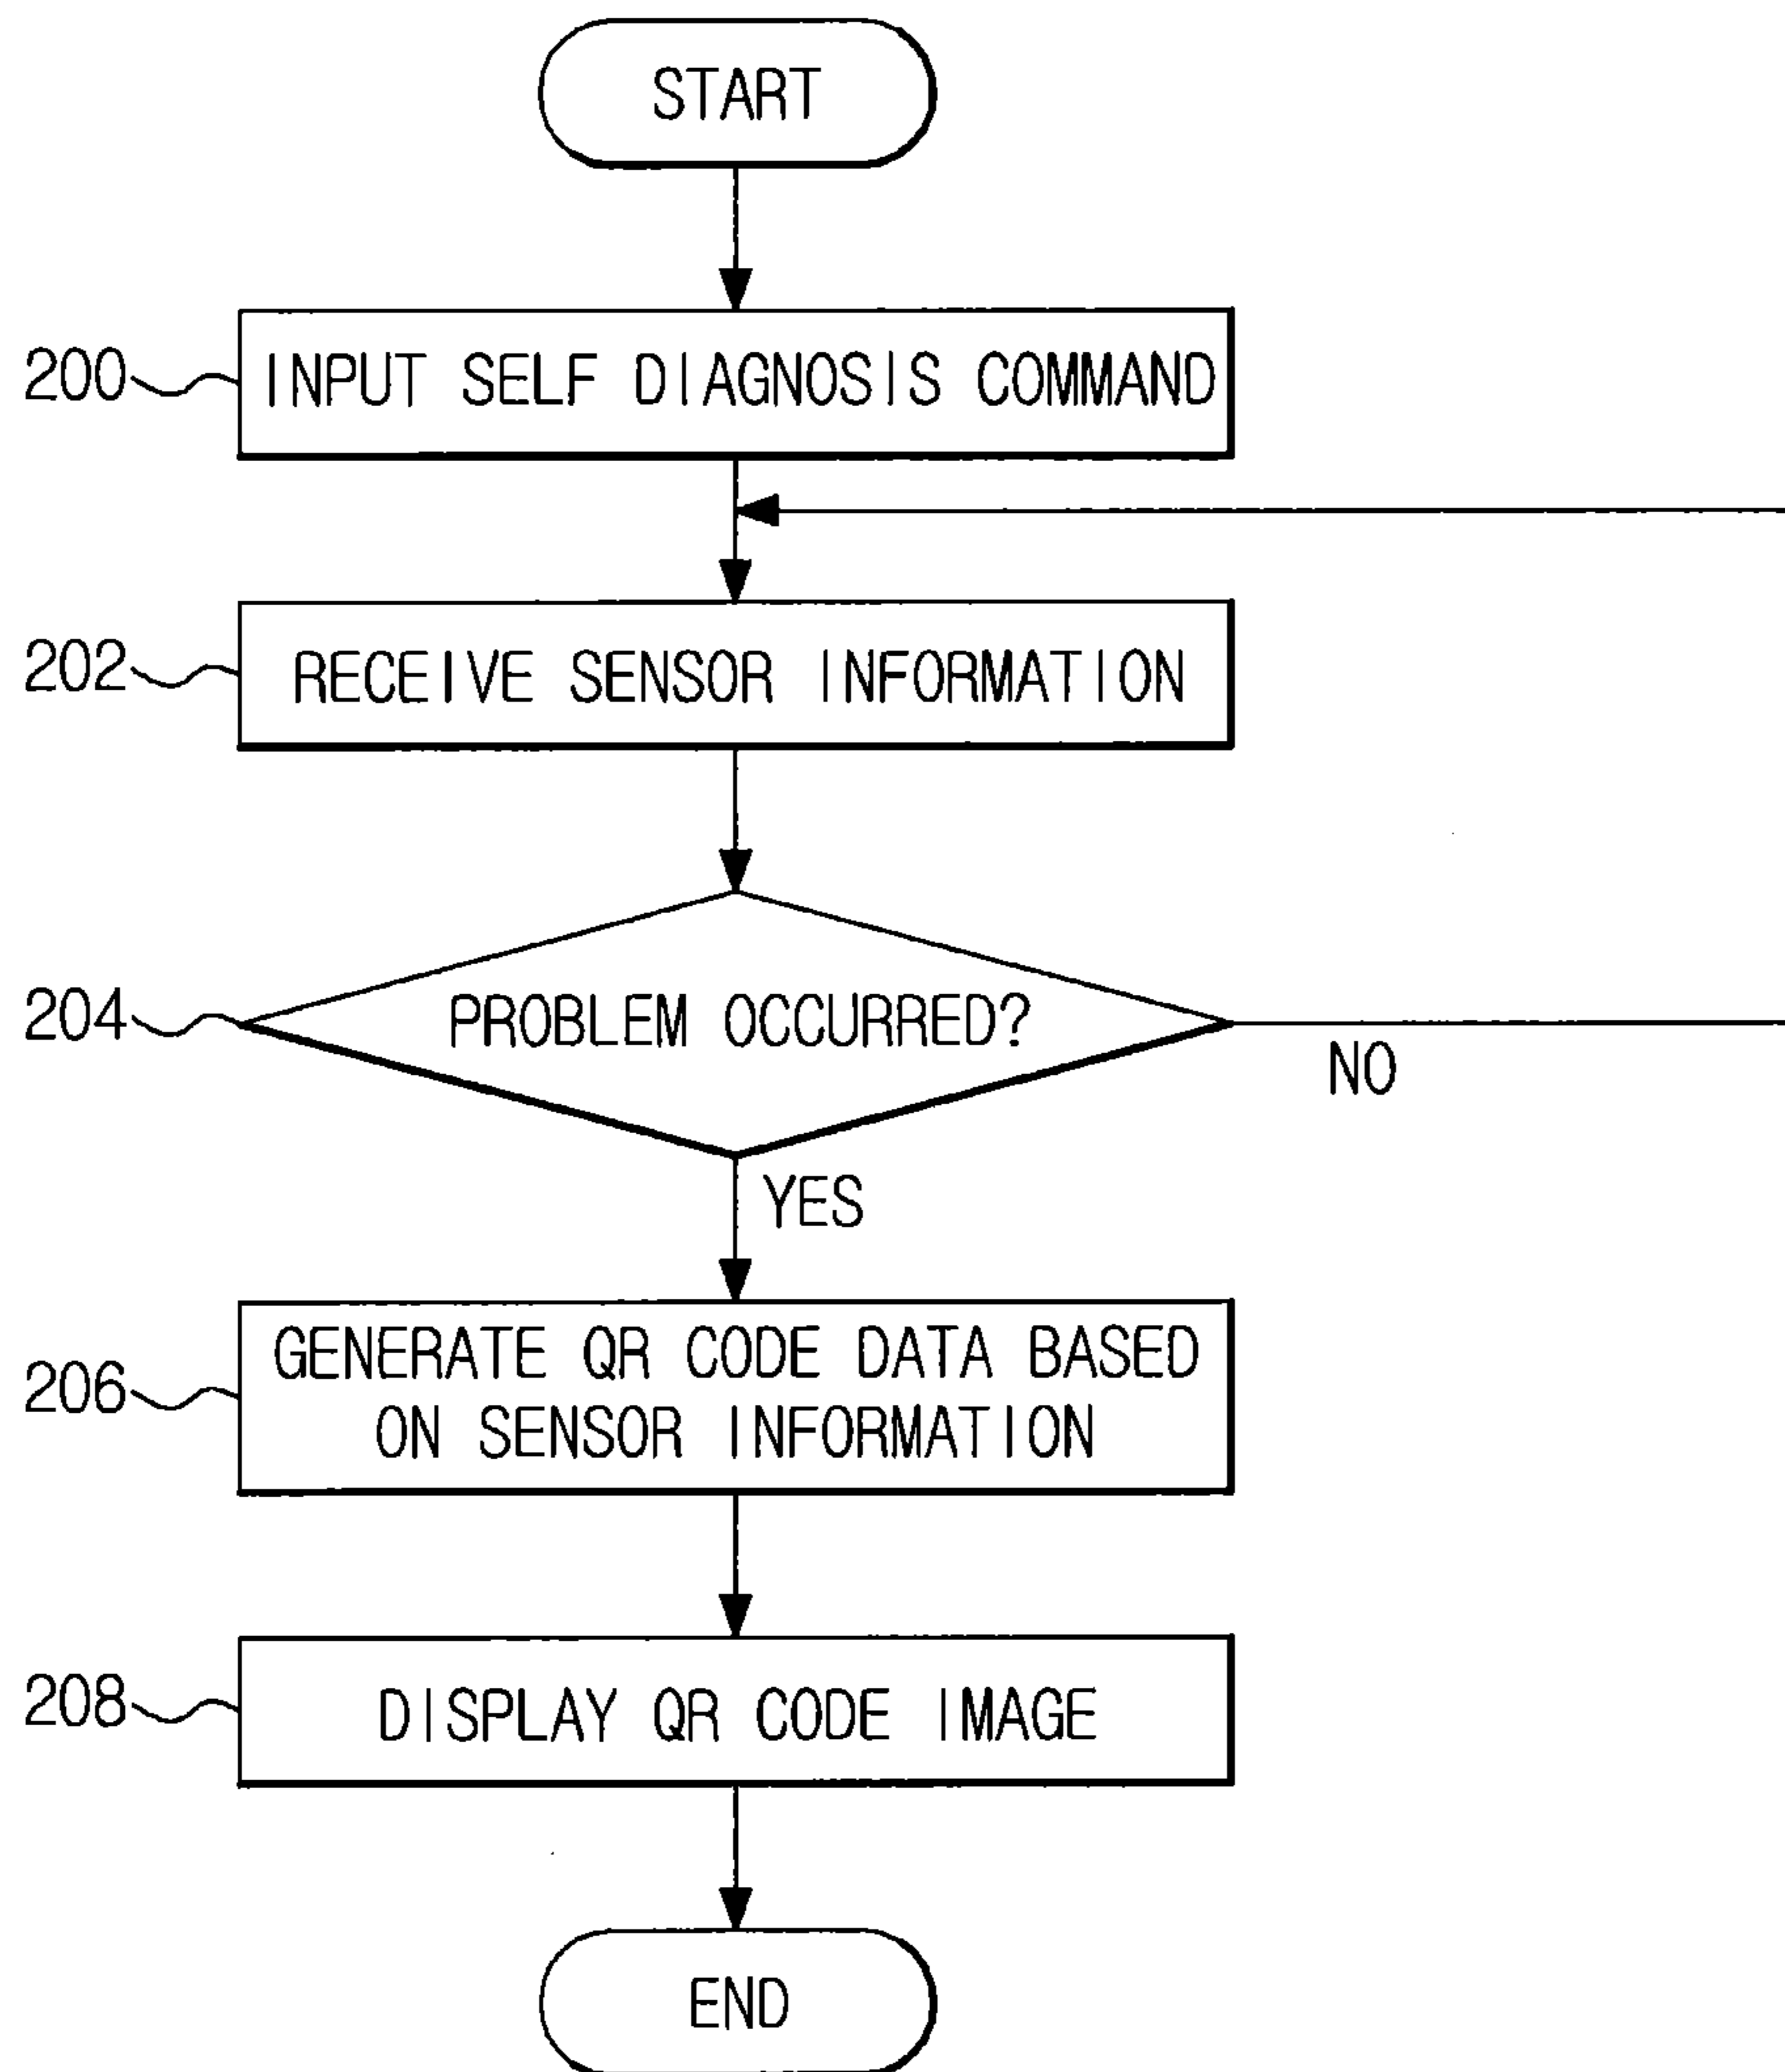 START
200
INPUT SELF DIAGNOSIS COMMAND
202
RECEIVE SENSOR INFORMATION
204
PROBLEM OCCURRED?
NO
YES
206
GENERATE QR CODE DATA BASED
ON SENSOR INFORMATION
208
DISPLAY QR CODE IMAGE
END